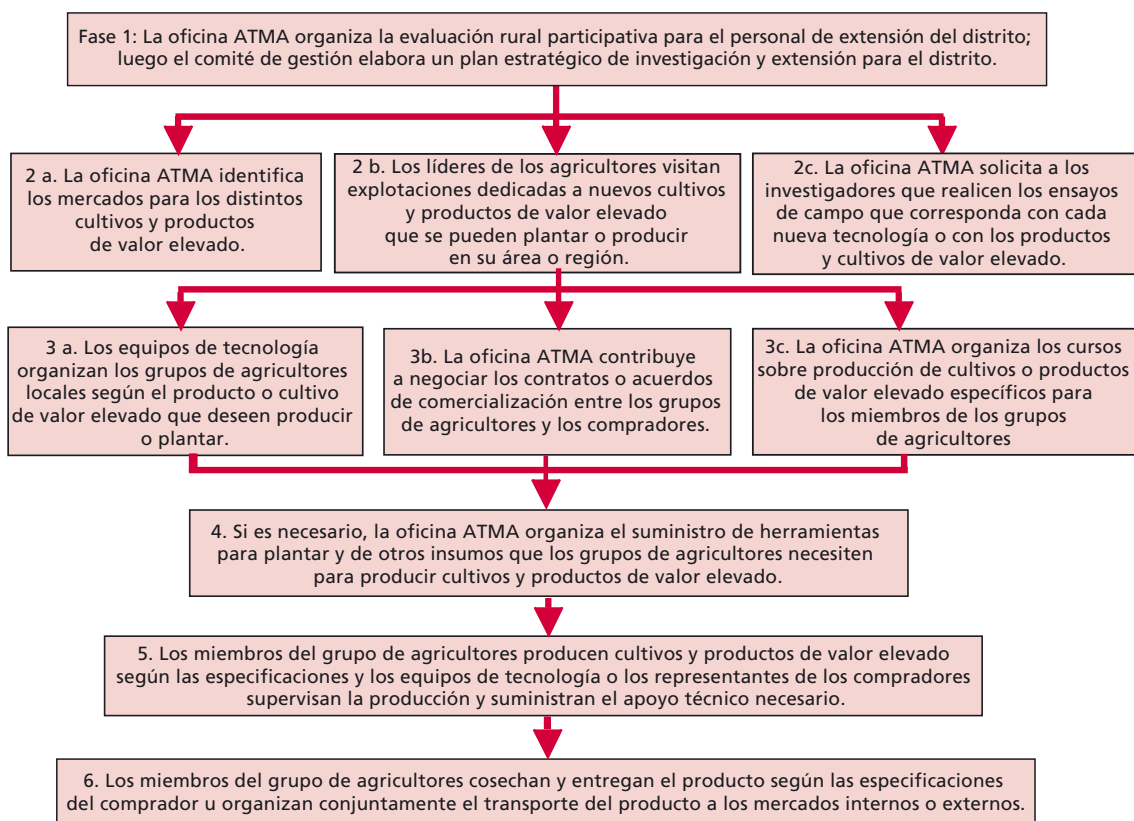 Fase 1: La oficina ATMA organiza la evaluación rural participativa para el personal de extensión del distrito;
luego el comité de gestión elabora un plan estratégico de investigación y extensión para el distrito.
2 a. La oficina ATMA identifica
los mercados para los distintos
cultivos y productos
de valor elevado.
2 b. Los líderes de los agricultores visitan
explotaciones dedicadas a nuevos cultivos
y productos de valor elevado
que se pueden plantar o producir
en su área o región.
2c. La oficina ATMA solicita a los
investigadores que realicen los ensayos
de campo que corresponda con cada
nueva tecnología o con los productos
y cultivos de valor elevado.
3 a. Los equipos de tecnología
organizan los grupos de agricultores
locales según el producto o cultivo
de valor elevado que deseen producir
o plantar.
3b. La oficina ATMA contribuye
a negociar los contratos o acuerdos
de comercialización entre los grupos
de agricultores y los compradores.
3c. La oficina ATMA organiza los cursos
sobre producción de cultivos o productos
de valor elevado específicos para
los miembros de los grupos
de agricultores
4. Si es necesario, la oficina ATMA organiza el suministro de herramientas
para plantar y de otros insumos que los grupos de agricultores necesiten
para producir cultivos y productos de valor elevado.
5. Los miembros del grupo de agricultores producen cultivos y productos de valor elevado
según las especificaciones y los equipos de tecnología o los representantes de los compradores
supervisan la producción y suministran el apoyo técnico necesario.
6. Los miembros del grupo de agricultores cosechan y entregan el producto según las especificaciones
del comprador u organizan conjuntamente el transporte del producto a los mercados internos o externos.